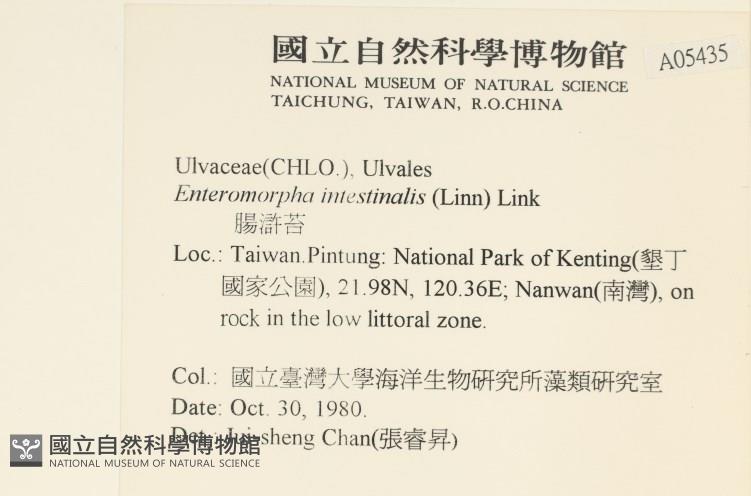 國立自然科學博物館
A05435
NATIONAL MUSEUM OF NATURAL SCIENCE
TAICHUNG, TAIWAN, R.O.CHINA
Ulvaceae(CHLO.), Ulvales
Enteromorpha intestinalis (Linn) Link
腸滸苔
Loc.: Taiwan.Pintung: National Park of Kenting(墾丁
國家公園), 21.98N, 120.36E; Nanwan(南灣), on
rock in the low littoral zone.
Col.: 國立臺灣大學海洋生物研究所藻類研究室
Date: Oct. 30, 1980.
Det.: Jui-sheng Chan(張睿昇)
國立自然科學博物館
NATIONAL MUSEUM OF NATURAL SCIENCE